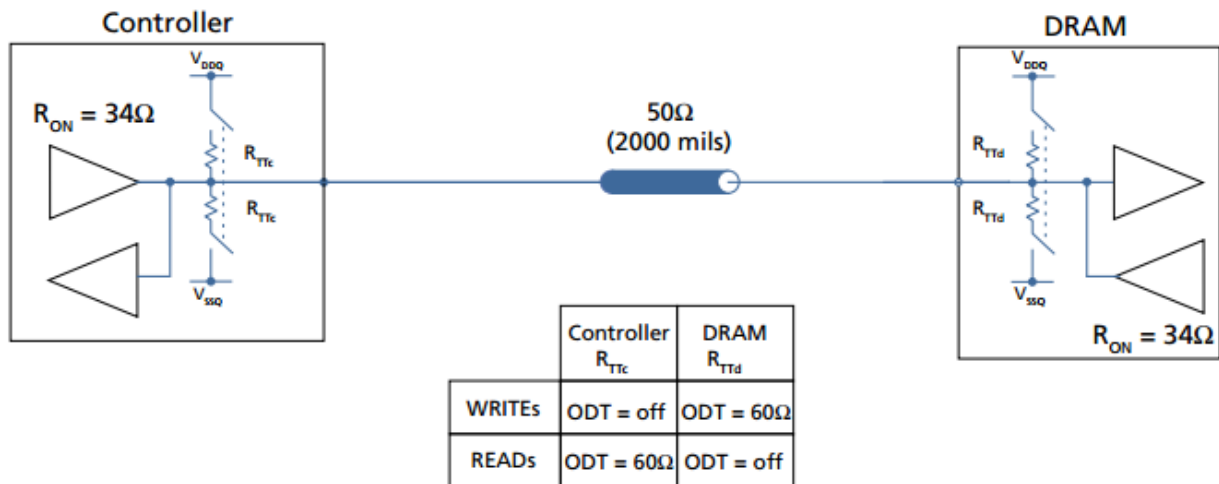 Controller
DRAM
V_DDQ
V_DDQ
R_ON = 34Ω
50Ω
(2000 mils)
R_TTc
R_TTd
R_TTc
R_TTd
V_SSQ
V_SSQ
R_ON = 34Ω
Controller R_TTc
DRAM R_TTd
WRITEs ODT = off ODT = 60Ω
READs ODT = 60Ω ODT = off